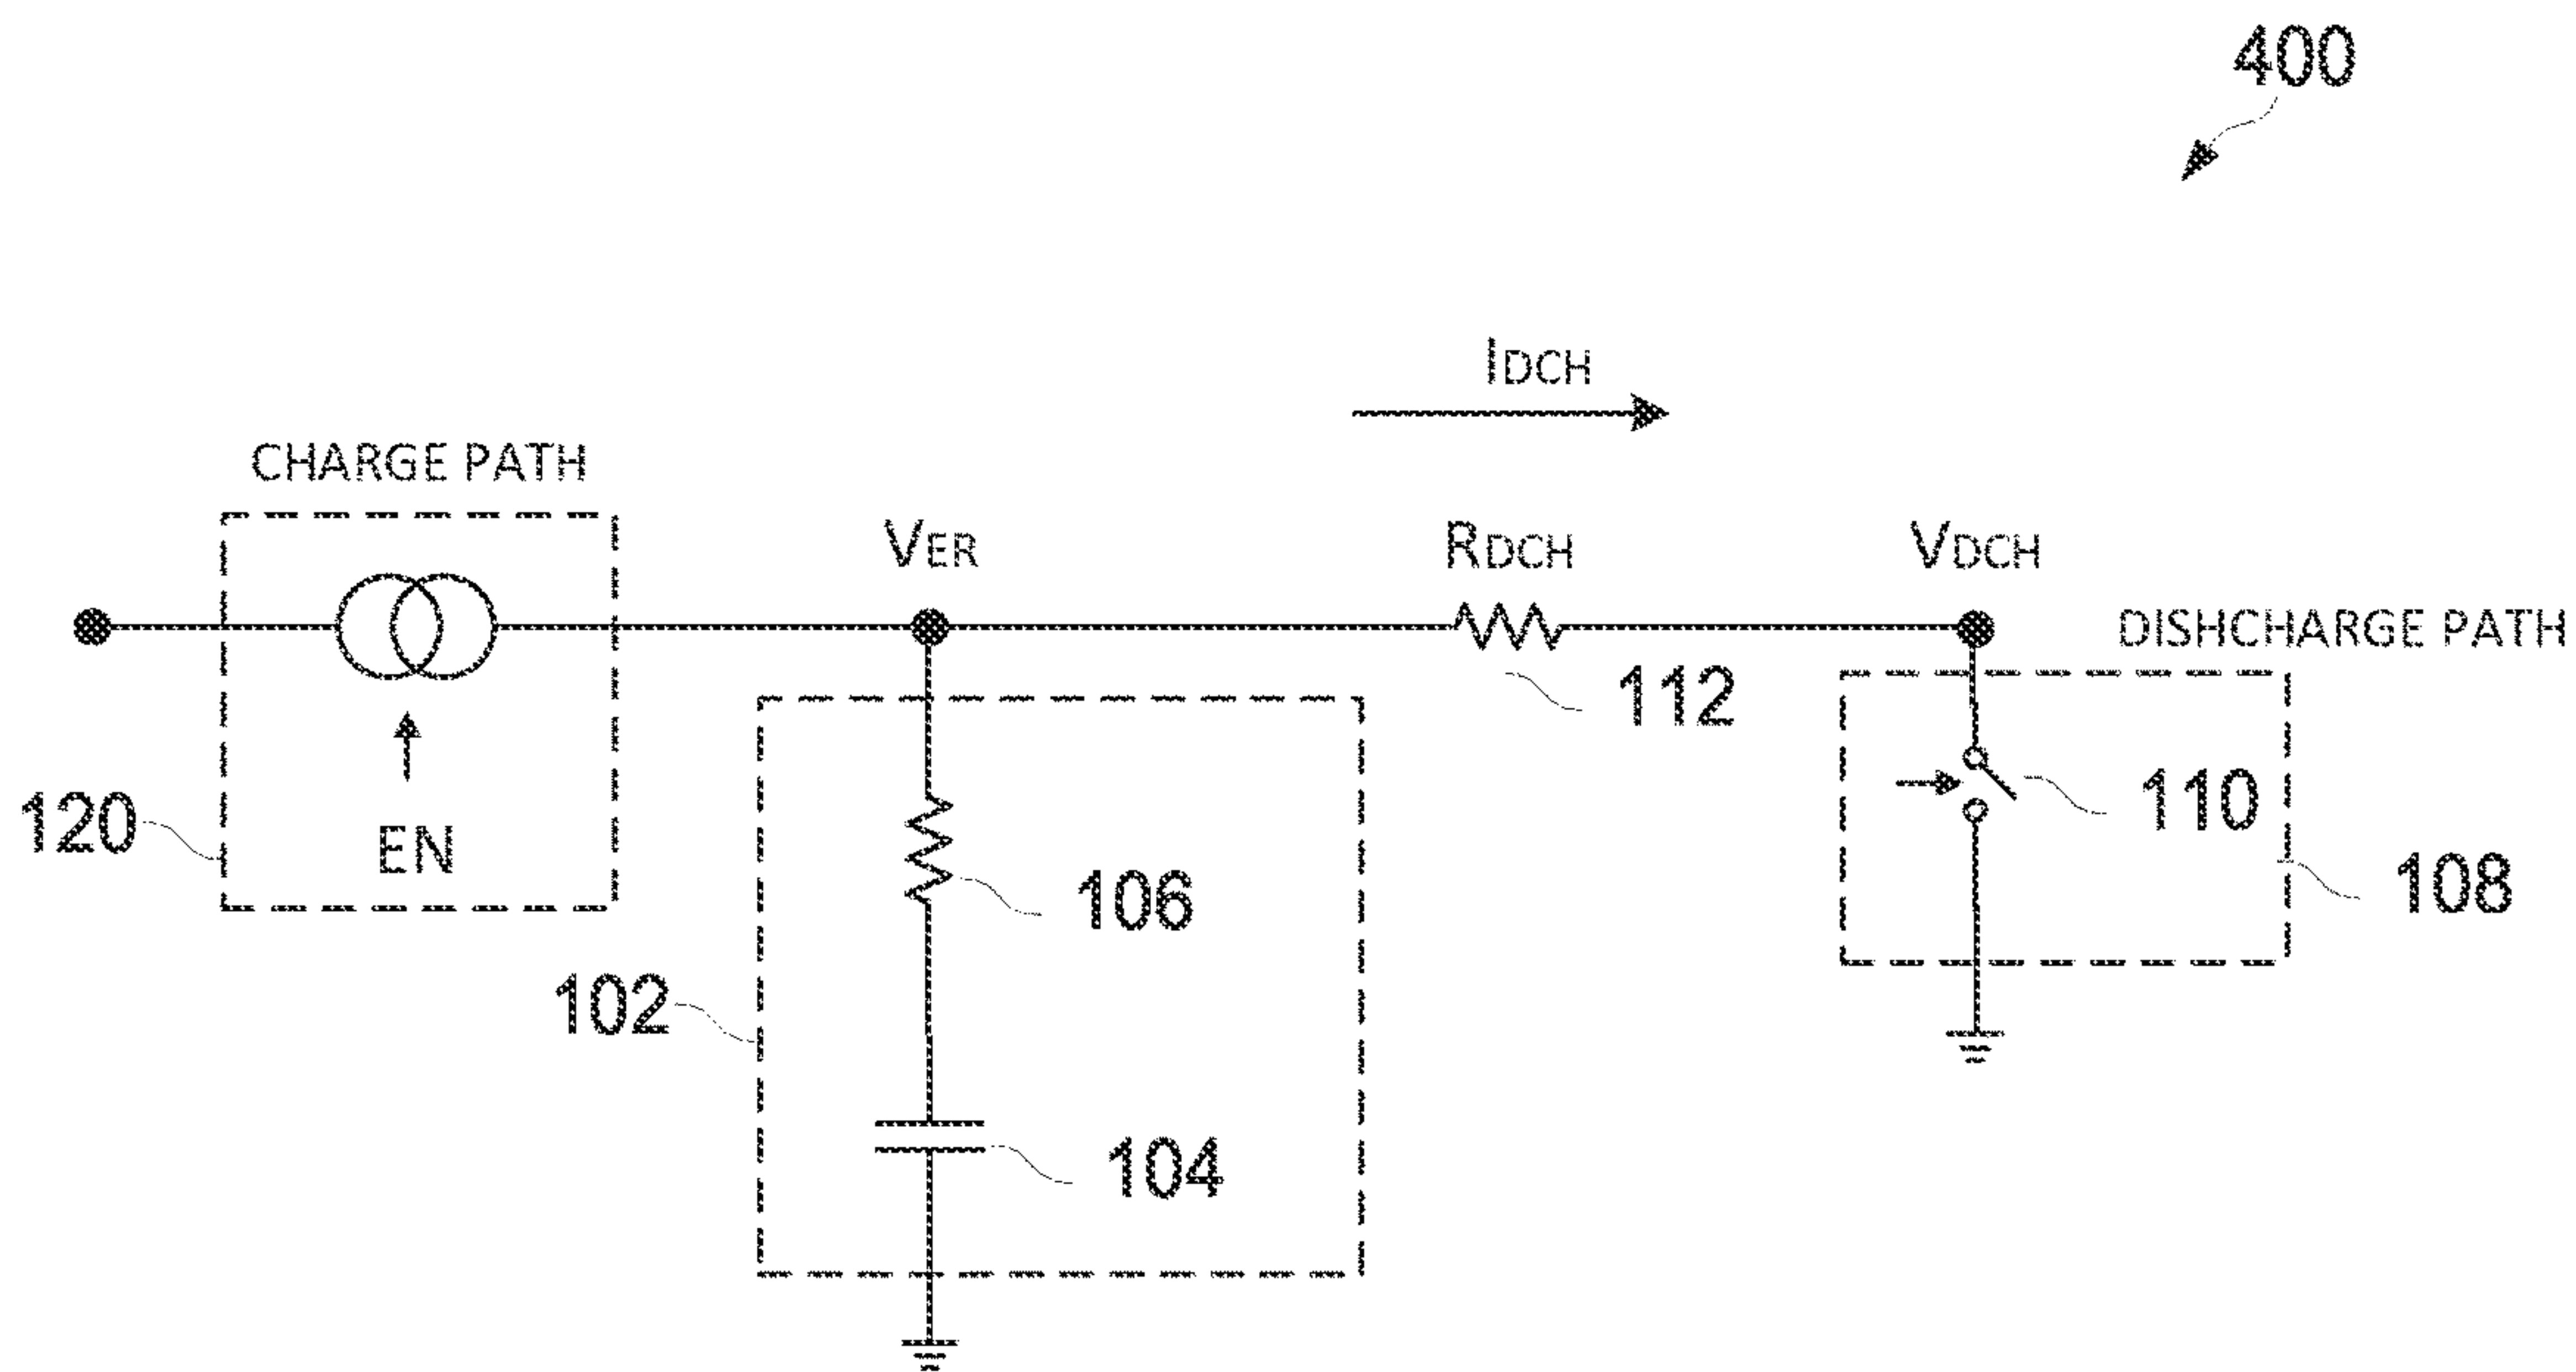 400
IDCH
CHARGE PATH
VER
RDCH
VDCH
DISHCHARGE PATH
112
110
120
EN
106
108
102
104